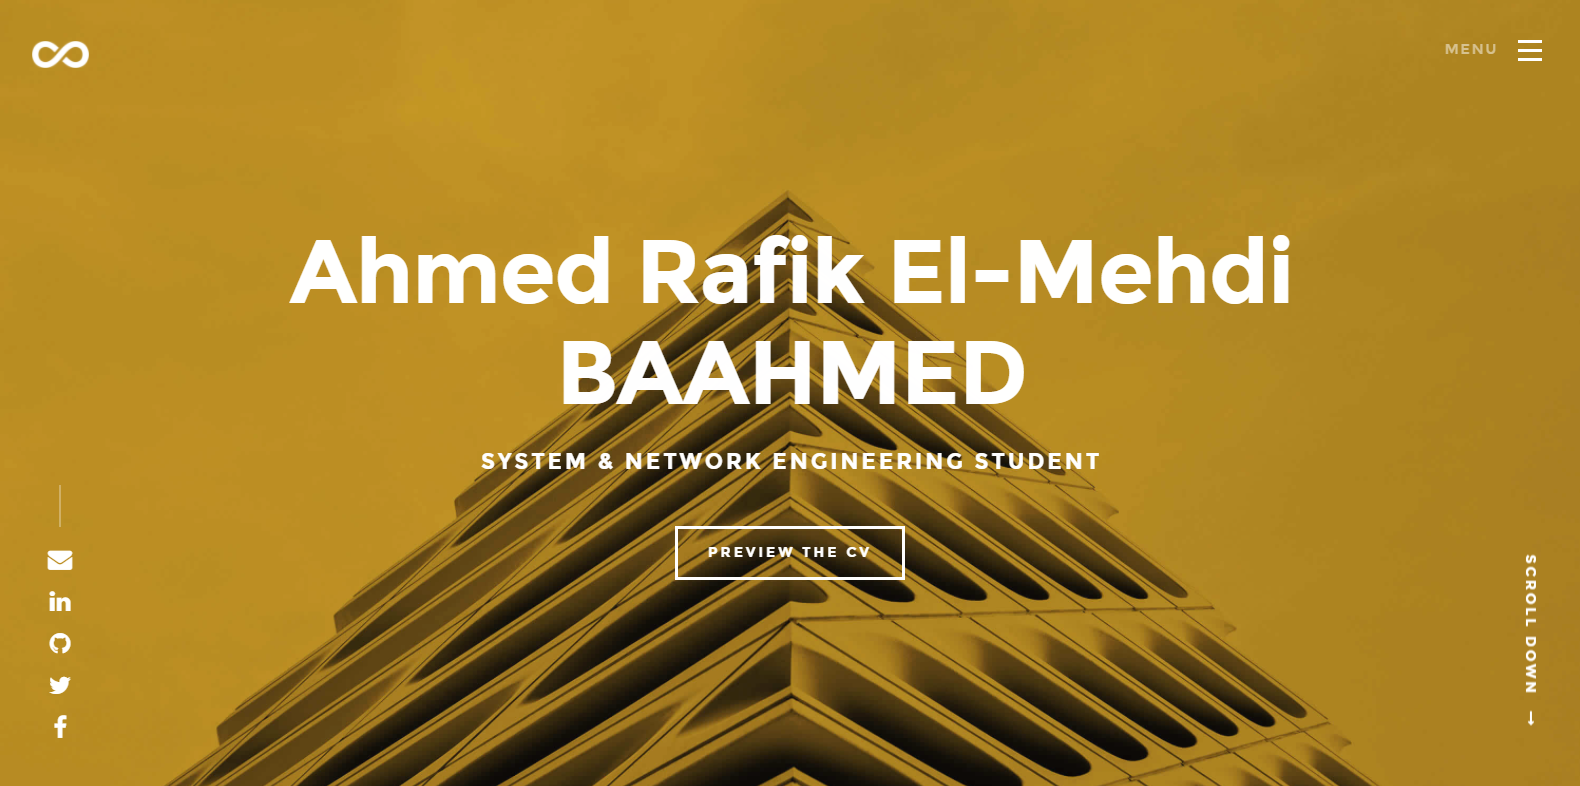 MENU
Ahmed Rafik El-Mehdi
BAAHMED
SYSTEM & NETWORK ENGINEERING STUDENT
PREVIEW THE CV
SCROLL DOWN